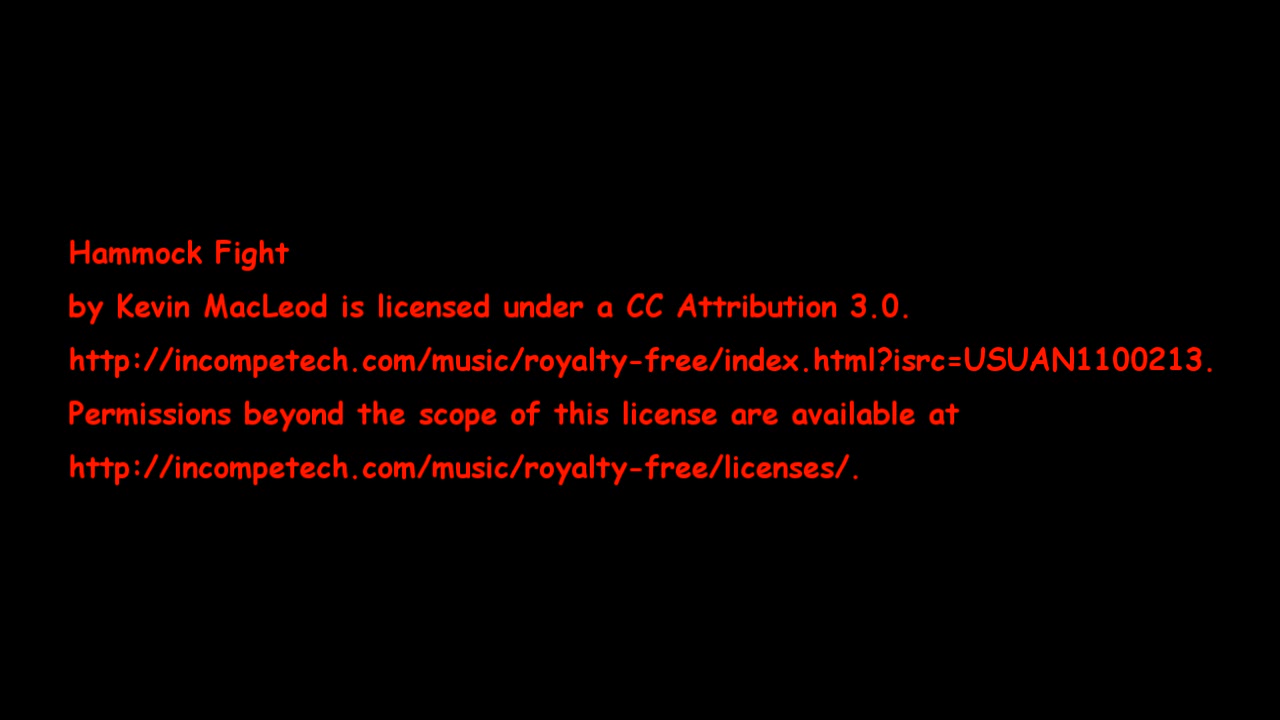 Hammock Fight
by Kevin MacLeod is licensed under a CC Attribution 3.0.
http://incompetech.com/music/royalty-free/index.html?isrc=USUAN1100213.
Permissions beyond the scope of this license are available at
http://incompetech.com/music/royalty-free/licenses/.